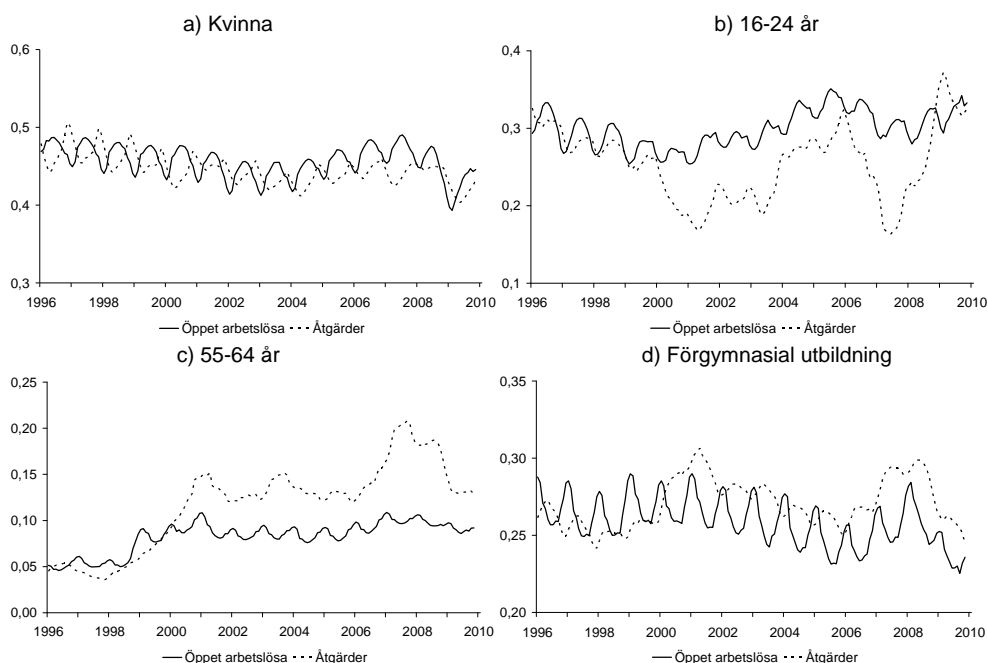 a) Kvinna
0,6
0,5
0,4
0,3
1996 1998 2000 2002 2004 2006 2008 2010
Öppet arbetslösa Åtgärder
b) 16-24 år
0,4
0,3
0,2
0,1
1996 1998 2000 2002 2004 2006 2008 2010
Öppet arbetslösa Åtgärder
c) 55-64 år
0,25
0,20
0,15
0,10
0,05
0,00
1996 1998 2000 2002 2004 2006 2008 2010
Öppet arbetslösa Åtgärder
d) Förgymnasial utbildning
0,35
0,30
0,25
0,20
1996 1998 2000 2002 2004 2006 2008 2010
Öppet arbetslösa Åtgärder